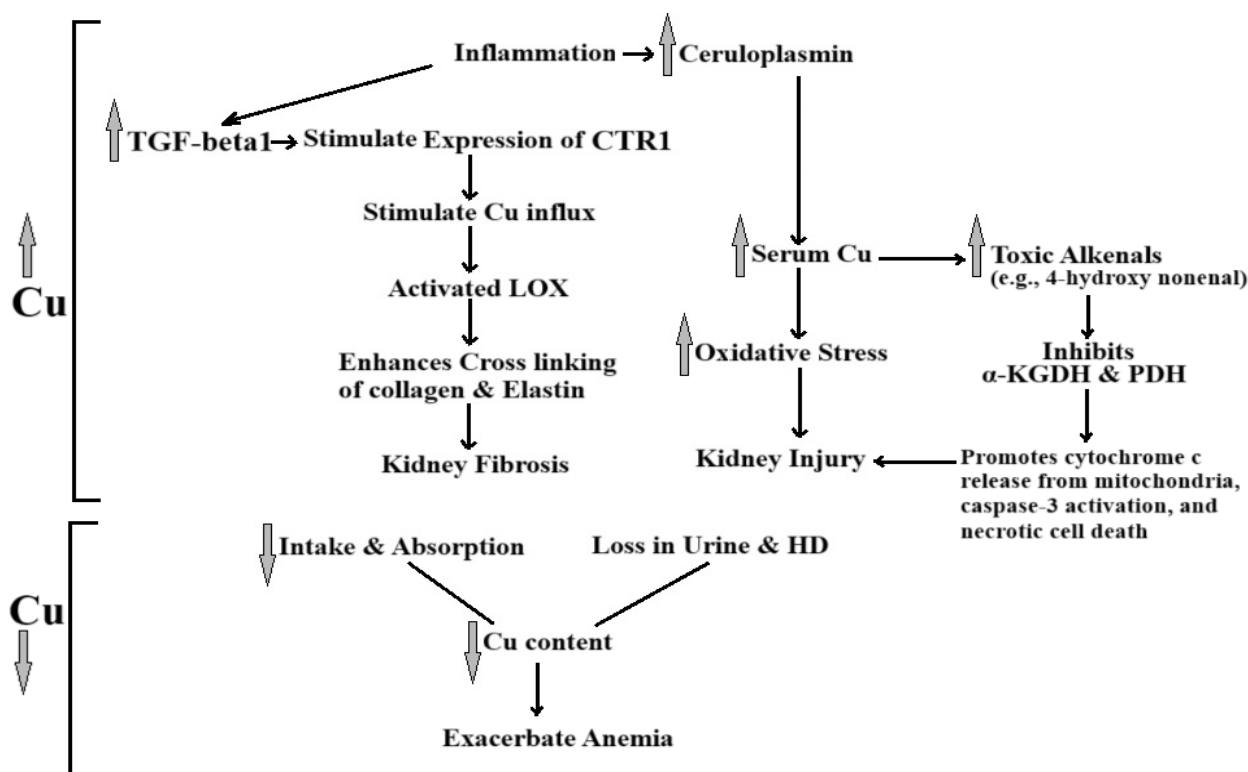 Inflammation
Ceruloplasmin
TGF-beta1
Stimulate Expression of CTR1
Stimulate Cu influx
Serum Cu
Toxic Alkenals
(e.g., 4-hydroxy nonenal)
Activated LOX
Cu
Oxidative Stress
Inhibits
α-KGDH & PDH
Enhances Cross linking
of collagen & Elastin
Kidney Fibrosis
Kidney Injury
Promotes cytochrome c
release from mitochondria,
caspase-3 activation, and
necrotic cell death
Intake & Absorption
Loss in Urine & HD
Cu
Cu content
Exacerbate Anemia